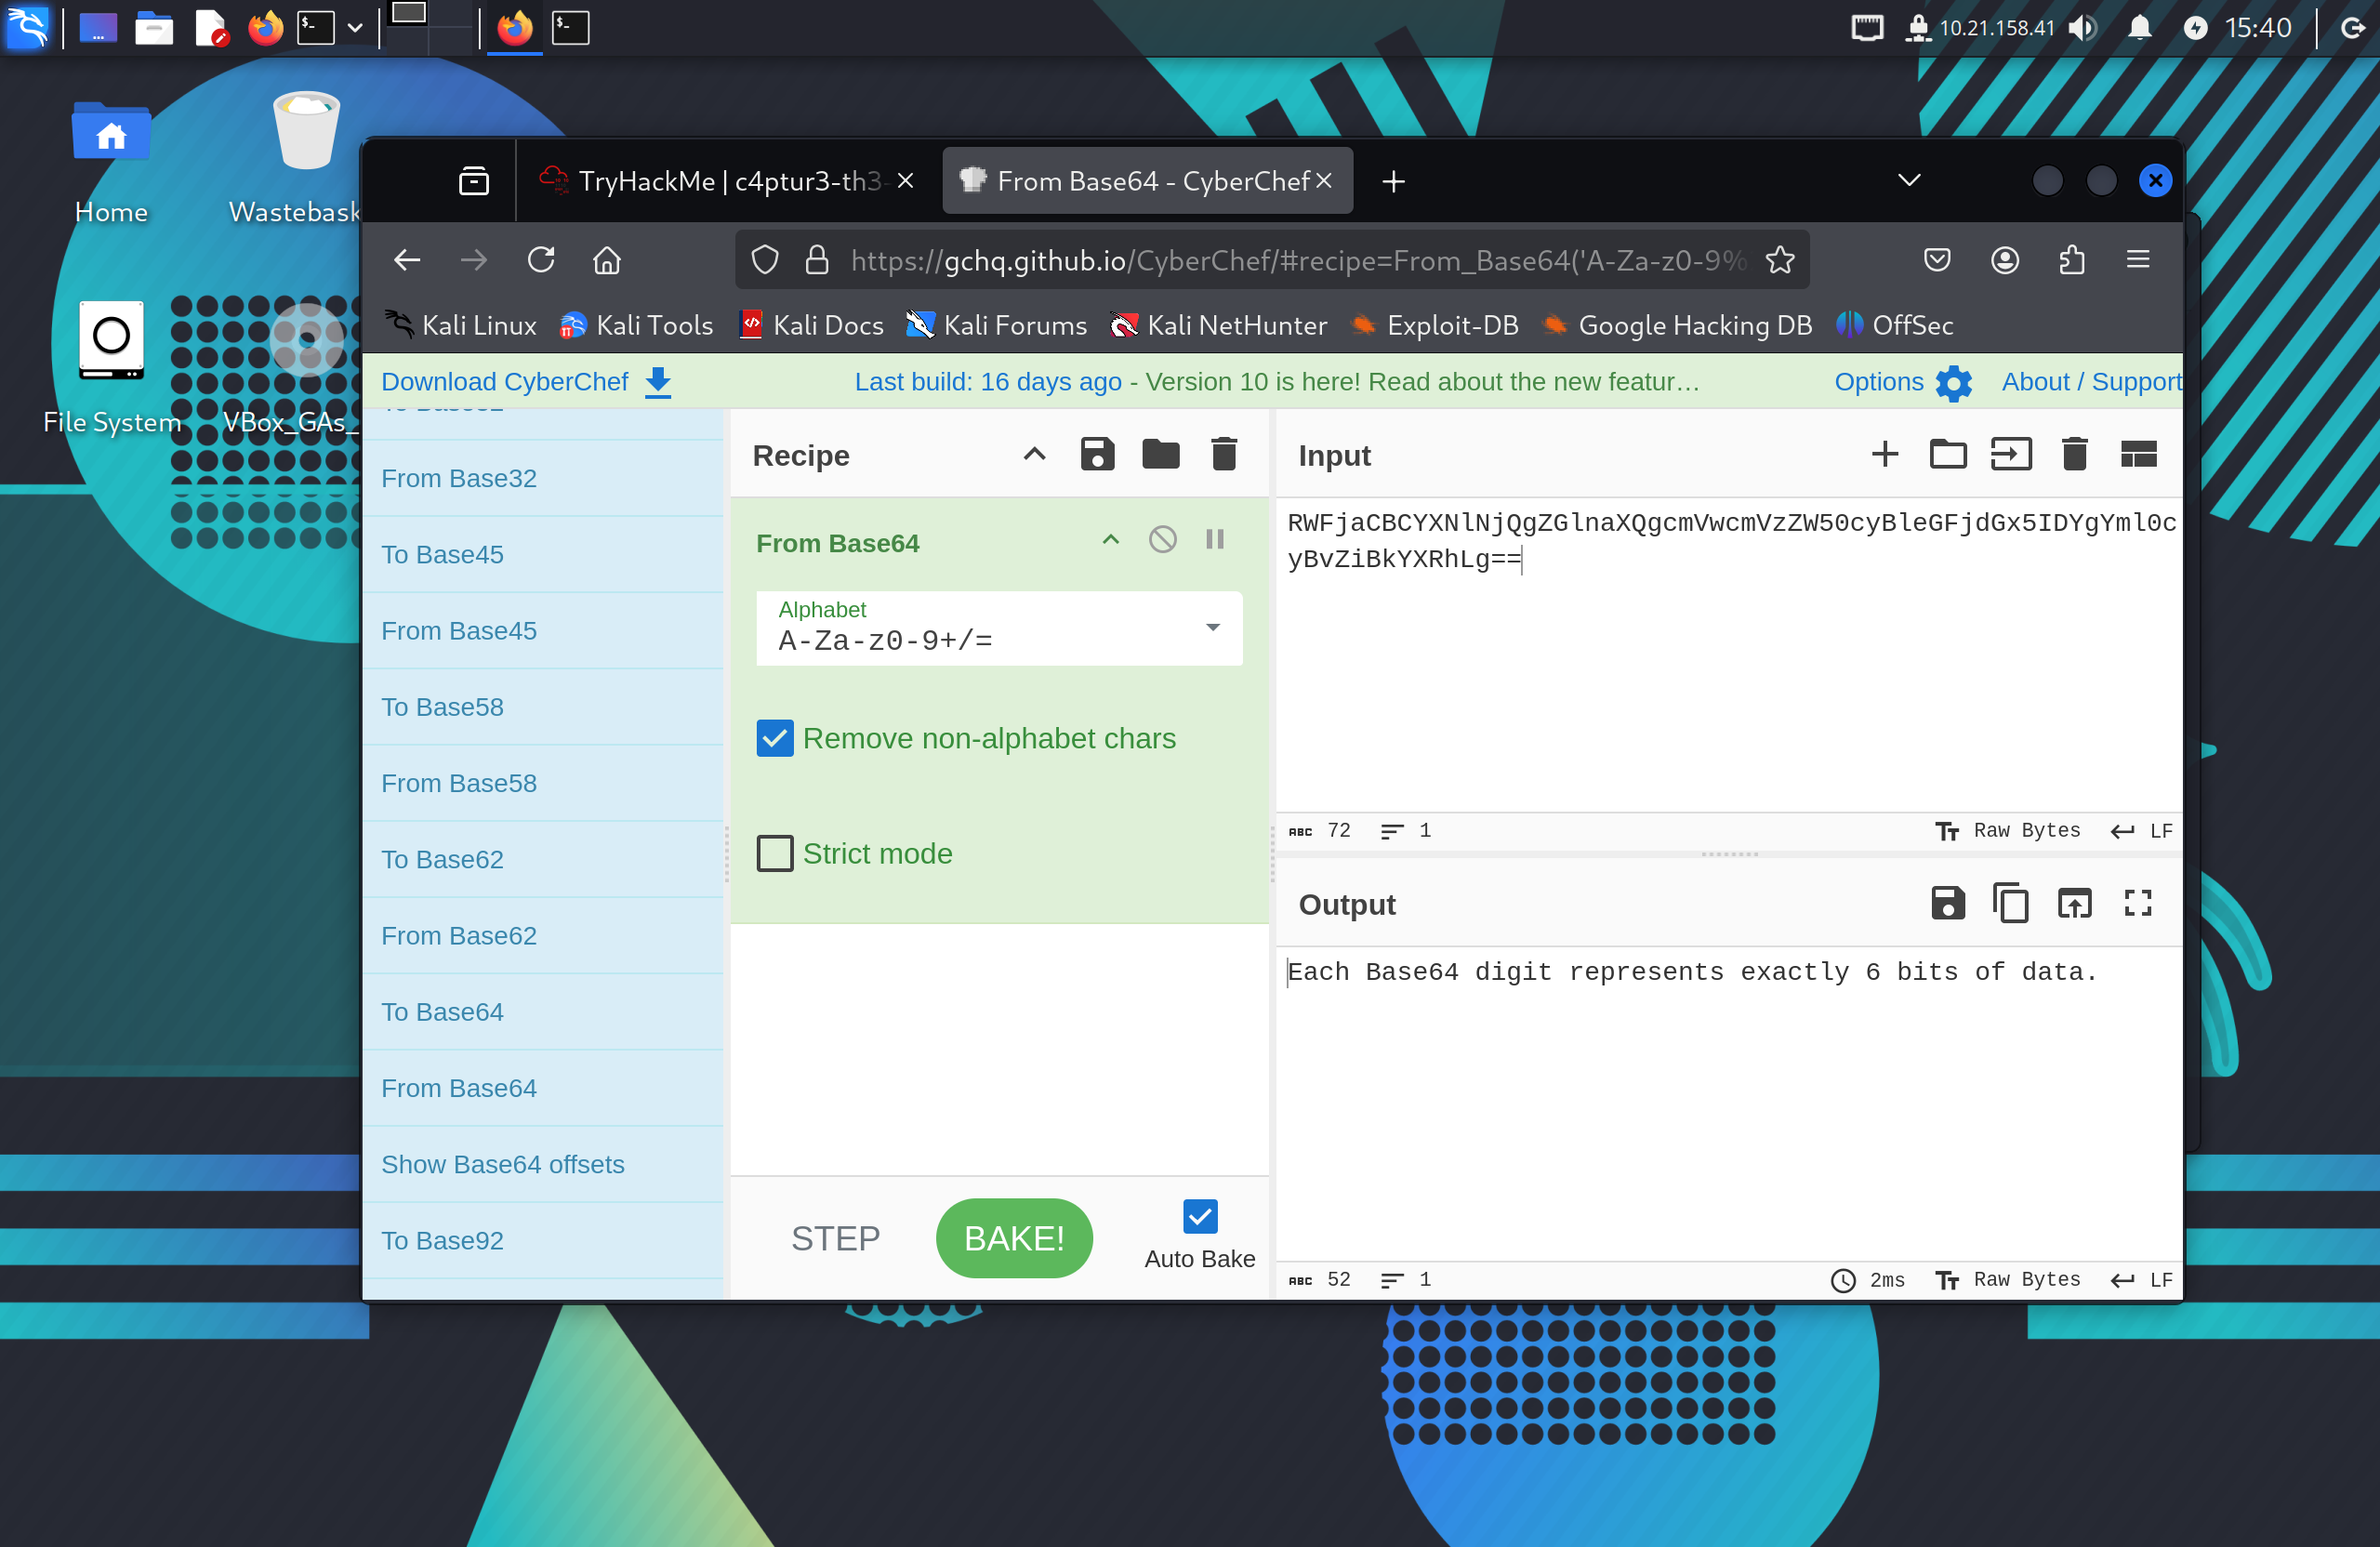 10.21.158.41
15:40
Home
Wastebask
File System
VBox_GAs_
TryHackMe | c4ptur3-th3-
From Base64 - CyberChef
https://gchq.github.io/CyberChef/#recipe=From_Base64('A-Za-z0-9%
Kali Linux
Kali Tools
Kali Docs
Kali Forums
Kali NetHunter
Exploit-DB
Google Hacking DB
OffSec
Download CyberChef
Last build: 16 days ago - Version 10 is here! Read about the new featur…
Options
About / Support
From Base32
To Base45
From Base45
To Base58
From Base58
To Base62
From Base62
To Base64
From Base64
Show Base64 offsets
To Base92
Recipe
From Base64
Alphabet
A-Za-z0-9+/=
Remove non-alphabet chars
Strict mode
STEP
BAKE!
Auto Bake
Input
RWFjaCBCYXNlNjQgZGlnaXQgcmVwcmVzZW50cyBleGFjdGx5IDYgYml0c
yBvZiBkYXRhLg==
ABC 72
1
Raw Bytes
LF
Output
Each Base64 digit represents exactly 6 bits of data.
ABC 52
1
2ms
Raw Bytes
LF